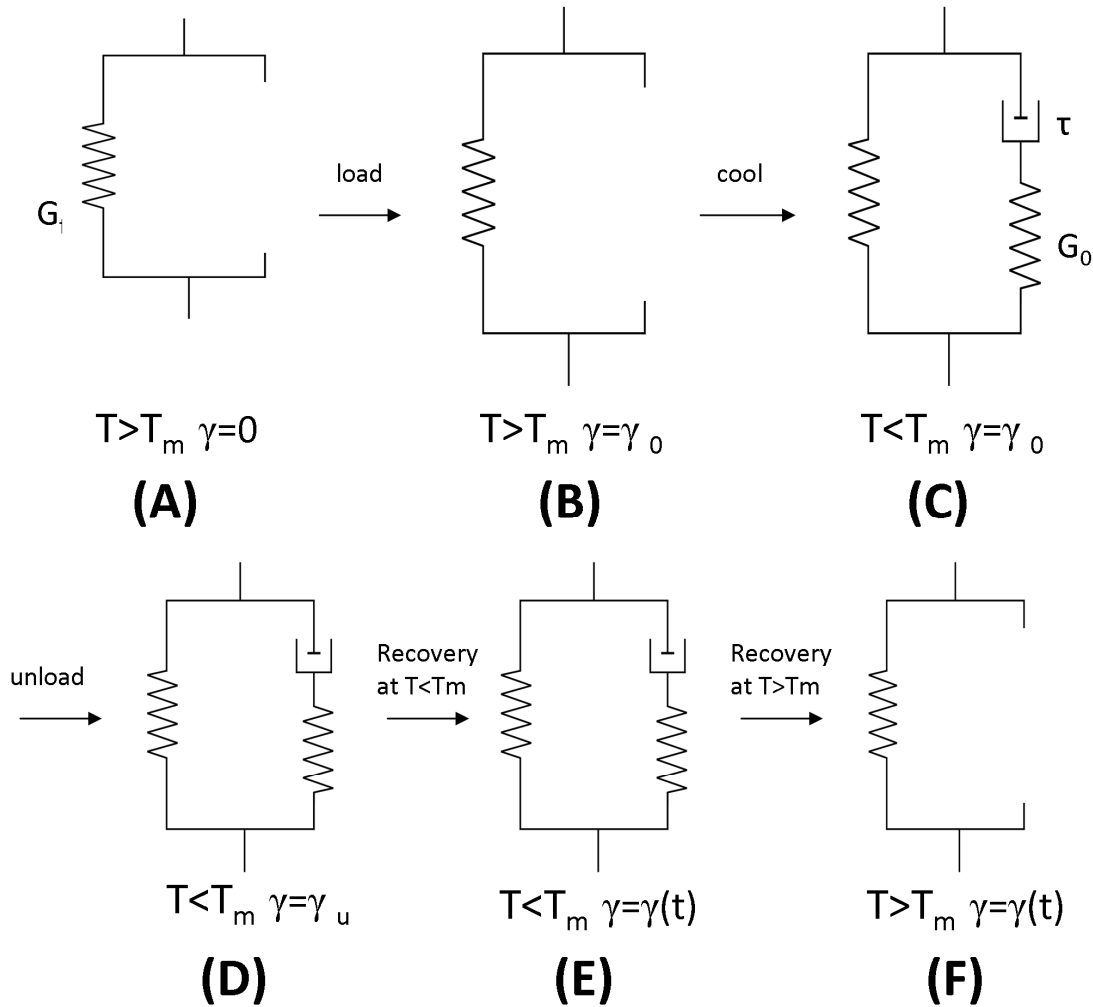 load
cool
τ
G
G₀
T>Tₘ γ=0
T>Tₘ γ=γ ₀
T<Tₘ γ=γ ₀
(A)
(B)
(C)
unload
Recovery
at T<Tm
Recovery
at T>Tm
T<Tₘ γ=γ ᵤ
T<Tₘ γ=γ(t)
T>Tₘ γ=γ(t)
(D)
(E)
(F)